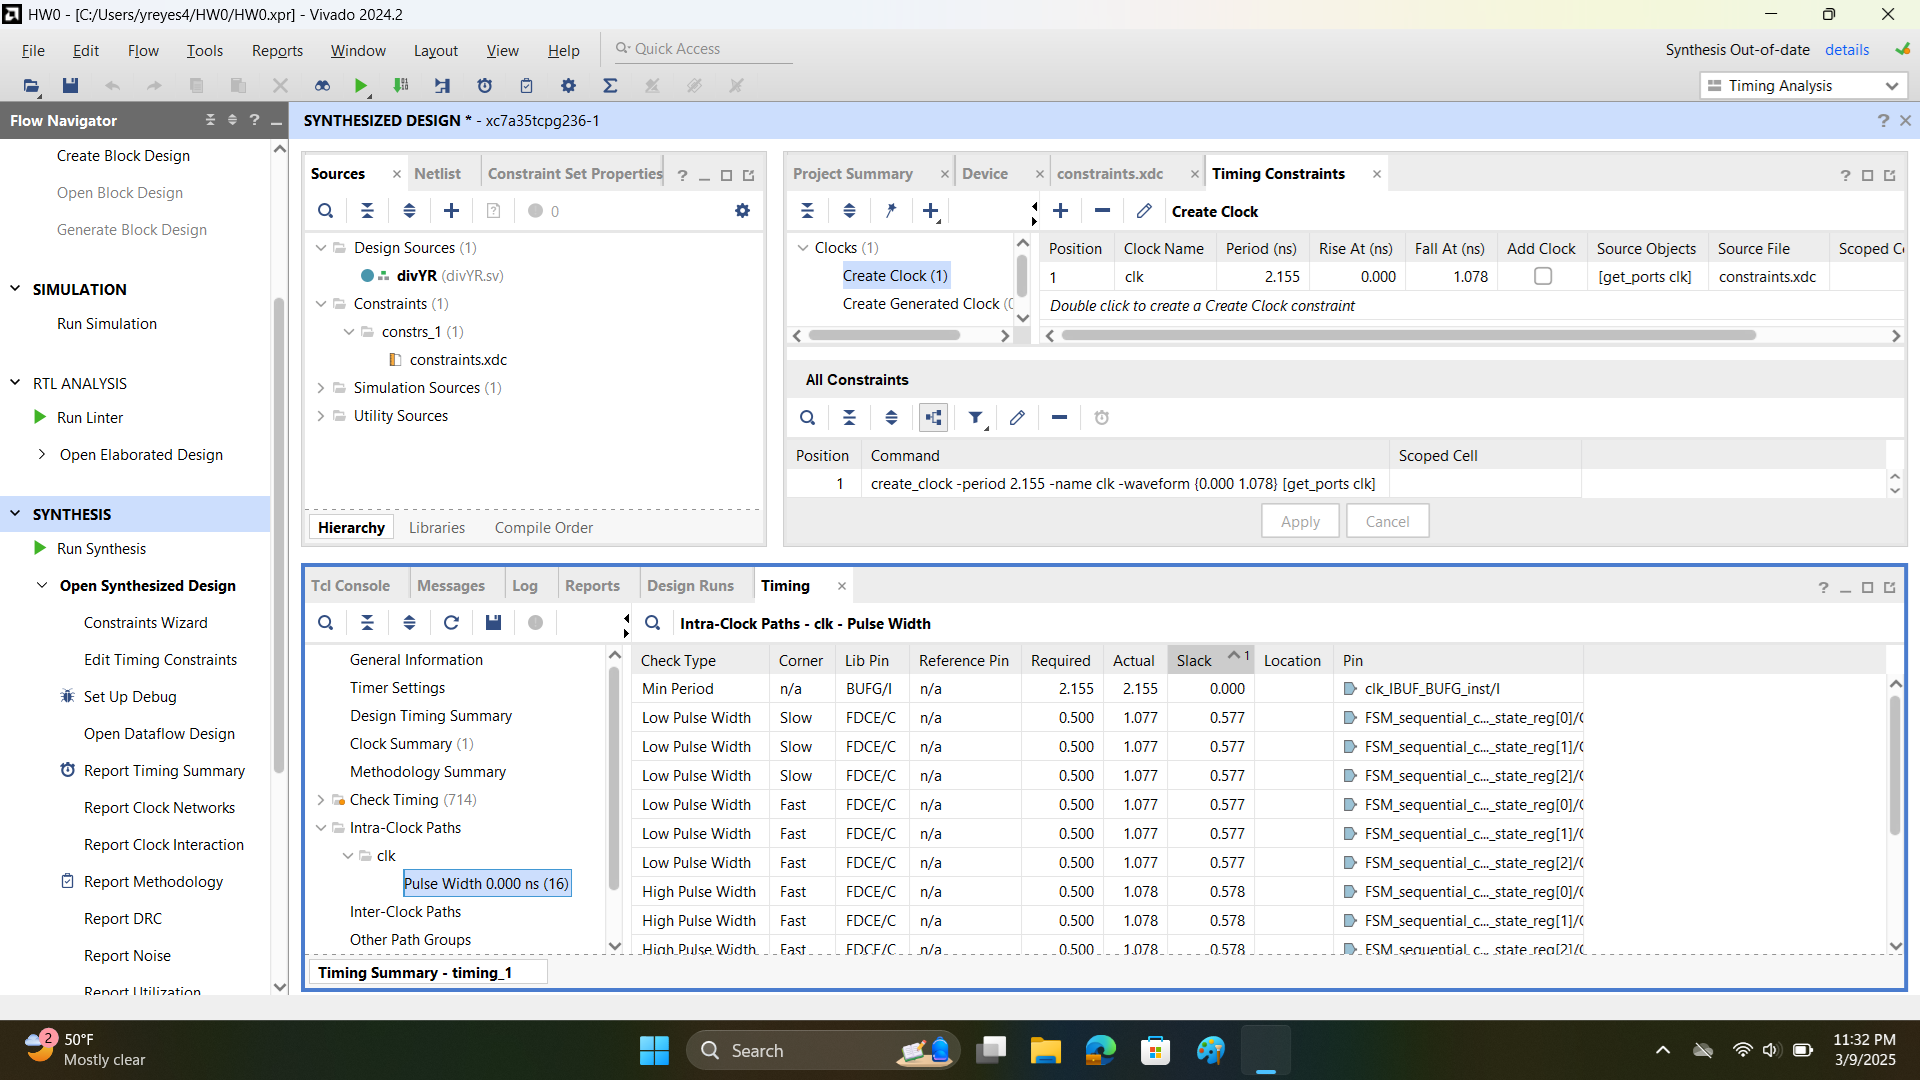 HW0 - [C:/Users/yreyes4/HW0/HW0.xpr] - Vivado 2024.2
File Edit Flow Tools Reports Window Layout View Help Quick Access
Synthesis Out-of-date details
Timing Analysis
Flow Navigator
Create Block Design
Open Block Design
Generate Block Design
SIMULATION
Run Simulation
RTL ANALYSIS
Run Linter
Open Elaborated Design
SYNTHESIS
Run Synthesis
Open Synthesized Design
Constraints Wizard
Edit Timing Constraints
Set Up Debug
Open Dataflow Design
Report Timing Summary
Report Clock Networks
Report Clock Interaction
Report Methodology
Report DRC
Report Noise
Report Utilization
SYNTHESIZED DESIGN * - xc7a35tcpg236-1
Sources Netlist Constraint Set Properties
0
Design Sources (1)
divYR (divYR.sv)
Constraints (1)
constrs_1 (1)
constraints.xdc
Simulation Sources (1)
Utility Sources
Hierarchy Libraries Compile Order
Project Summary Device constraints.xdc Timing Constraints
Clocks (1)
Create Clock (1)
Create Generated Clock (0
Create Clock
Position Clock Name Period (ns) Rise At (ns) Fall At (ns) Add Clock Source Objects Source File Scoped Ce
1 clk 2.155 0.000 1.078 [get_ports clk] constraints.xdc
Double click to create a Create Clock constraint
All Constraints
Position Command Scoped Cell
1 create_clock -period 2.155 -name clk -waveform {0.000 1.078} [get_ports clk]
Apply Cancel
Tcl Console Messages Log Reports Design Runs Timing
General Information
Timer Settings
Design Timing Summary
Clock Summary (1)
Methodology Summary
Check Timing (714)
Intra-Clock Paths
clk
Pulse Width 0.000 ns (16)
Inter-Clock Paths
Other Path Groups
Intra-Clock Paths - clk - Pulse Width
Check Type Corner Lib Pin Reference Pin Required Actual Slack 1 Location Pin
Min Period n/a BUFG/I n/a 2.155 2.155 0.000 clk_IBUF_BUFG_inst/I
Low Pulse Width Slow FDCE/C n/a 0.500 1.077 0.577 FSM_sequential_c..._state_reg[0]/C
Low Pulse Width Slow FDCE/C n/a 0.500 1.077 0.577 FSM_sequential_c..._state_reg[1]/C
Low Pulse Width Slow FDCE/C n/a 0.500 1.077 0.577 FSM_sequential_c..._state_reg[2]/C
Low Pulse Width Fast FDCE/C n/a 0.500 1.077 0.577 FSM_sequential_c..._state_reg[0]/C
Low Pulse Width Fast FDCE/C n/a 0.500 1.077 0.577 FSM_sequential_c..._state_reg[1]/C
Low Pulse Width Fast FDCE/C n/a 0.500 1.077 0.577 FSM_sequential_c..._state_reg[2]/C
High Pulse Width Fast FDCE/C n/a 0.500 1.078 0.578 FSM_sequential_c..._state_reg[0]/C
High Pulse Width Fast FDCE/C n/a 0.500 1.078 0.578 FSM_sequential_c..._state_reg[1]/C
High Pulse Width Fast FDCE/C n/a 0.500 1.078 0.578 FSM_sequential_c..._state_reg[2]/C
Timing Summary - timing_1
2
50°F
Mostly clear
Search
11:32 PM
3/9/2025